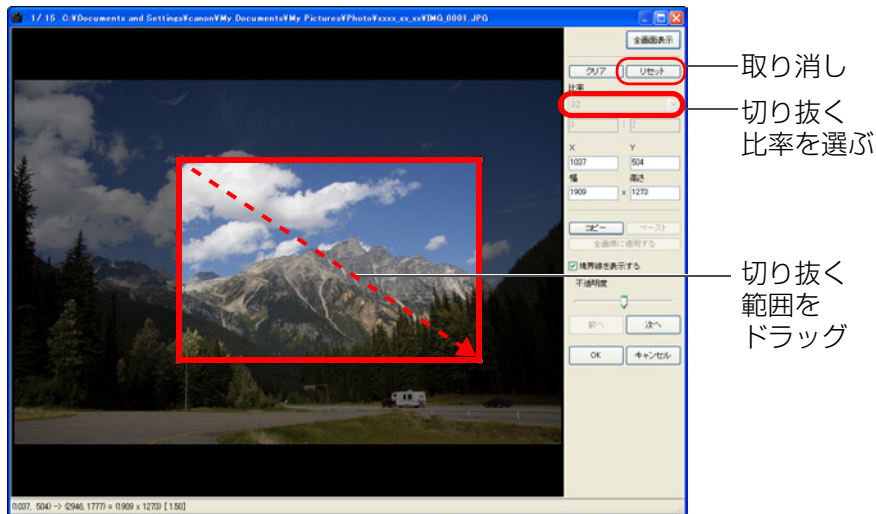 1/ 15 C:¥Documents and Settings¥canon¥My Documents¥My Pictures¥Photo¥xxxx_xx_xx¥IMG_0001.JPG
全画面表示
クリア リセット
比率
3:2
3 : 2
X Y
1037 504
幅 高さ
1909 x 1273
コピー ペースト
全画像に適用する
境界線を表示する
不透明度
前へ 次へ
OK キャンセル
(1037, 504) -> (2946, 1777) = (1909 x 1273) [1.50]
取り消し
切り抜く
比率を選ぶ
切り抜く
範囲を
ドラッグ